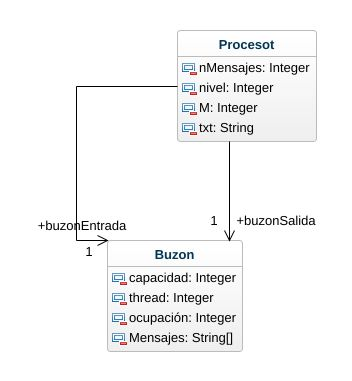 Procesot
nMensajes: Integer
nivel: Integer
M: Integer
txt: String
+buzonEntrada
1
1
+buzonSalida
Buzon
capacidad: Integer
thread: Integer
ocupación: Integer
Mensajes: String[]